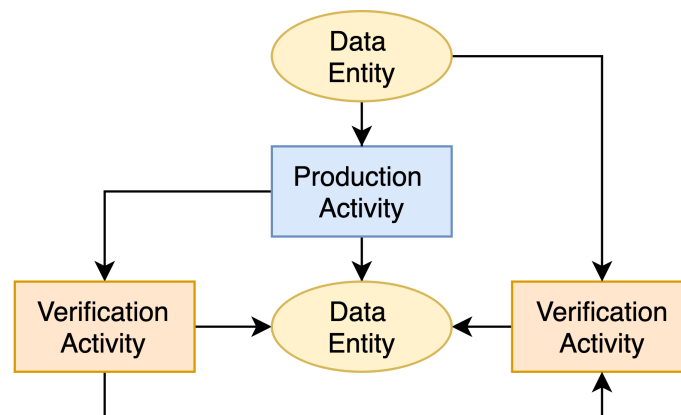 Data
Entity
Production
Activity
Verification
Activity
Data
Entity
Verification
Activity